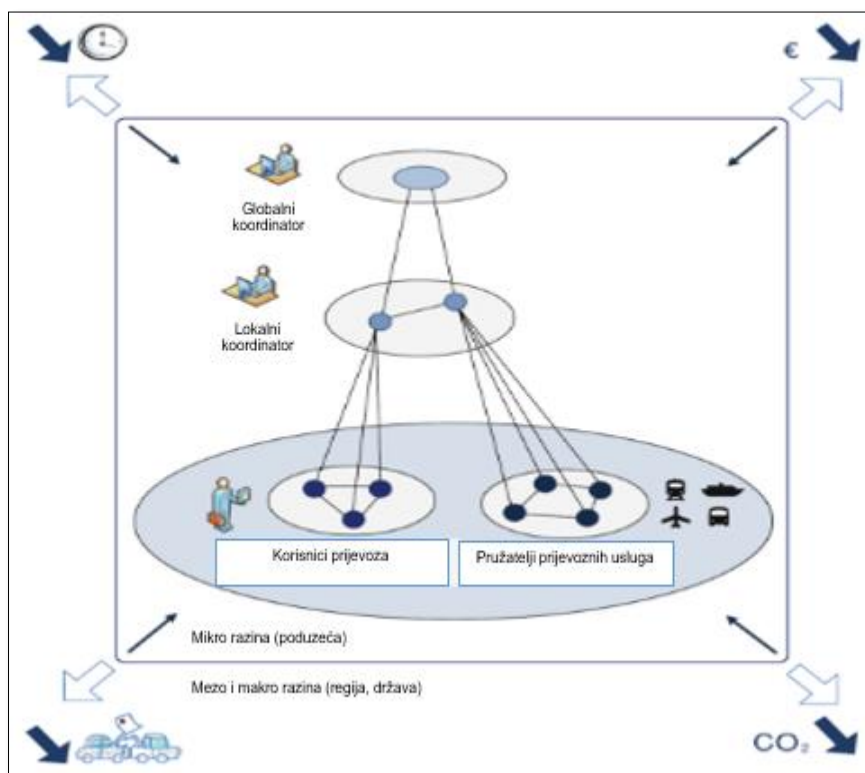 €
Globalni
koordinator
Lokalni
koordinator
Korisnici prijevoza
Pružatelji prijevoznih usluga
Mikro razina (poduzeća)
Mezo i makro razina (regija, država)
CO₂